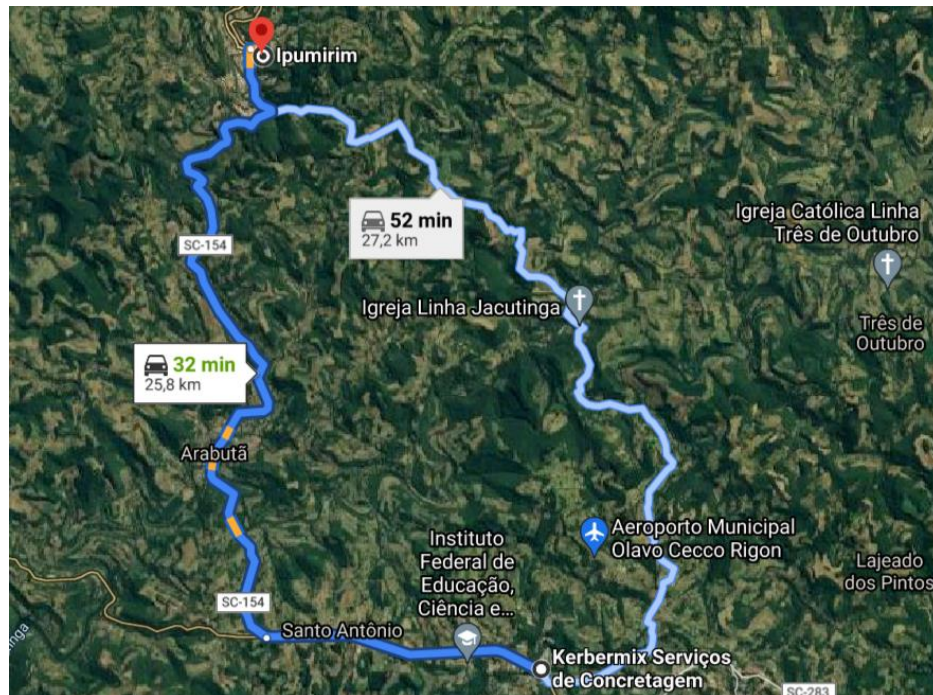 Ipumirim
52 min
27,2 km
Igreja Católica Linha
Três de Outubro
SC-154
Igreja Linha Jacutinga
Três de
Outubro
32 min
25,8 km
Arabutã
Instituto
Federal de
Educação,
Ciência e...
Aeroporto Municipal
Olavo Cecco Rigon
Lajeado
dos Pintos
SC-154
Santo Antônio
Kerbermix Serviços
de Concretagem
SC-283